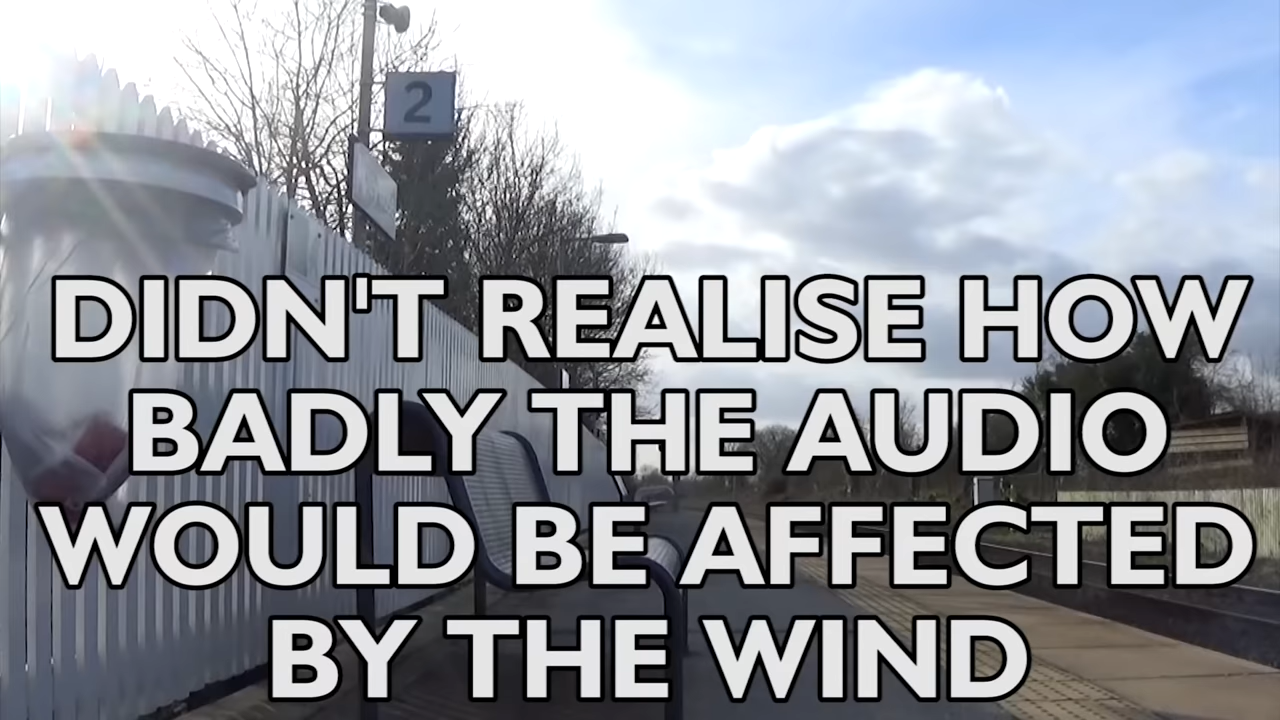 2
DIDN'T REALISE HOW
BADLY THE AUDIO
WOULD BE AFFECTED
BY THE WIND